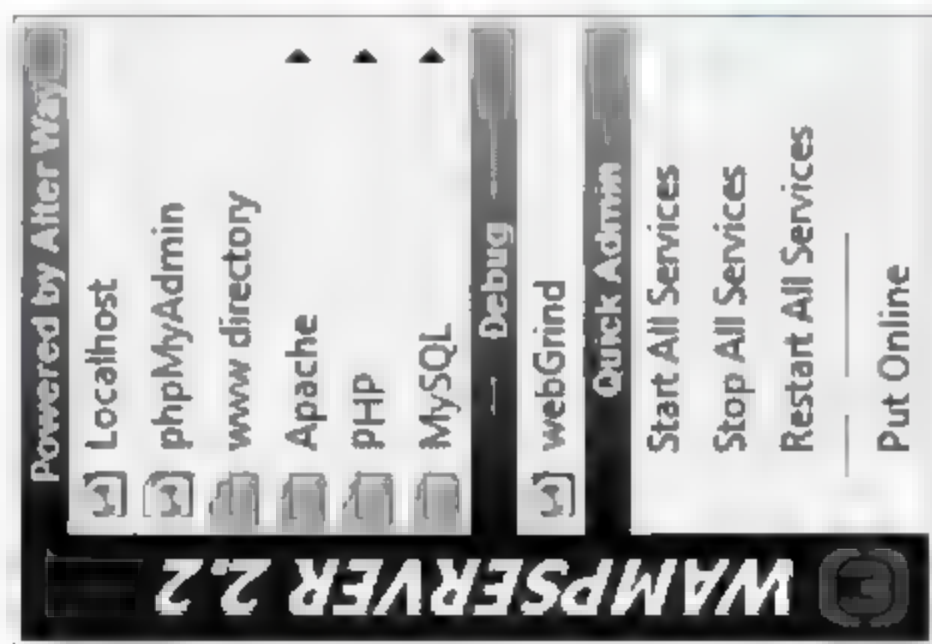 Powered by Alter Way
Localhost
phpMyAdmin
www directory
Apache
PHP
MySQL
Debug
webGrind
Quick Admin
Start All Services
Stop All Services
Restart All Services
Put Online
WAMPSERVER 2.2